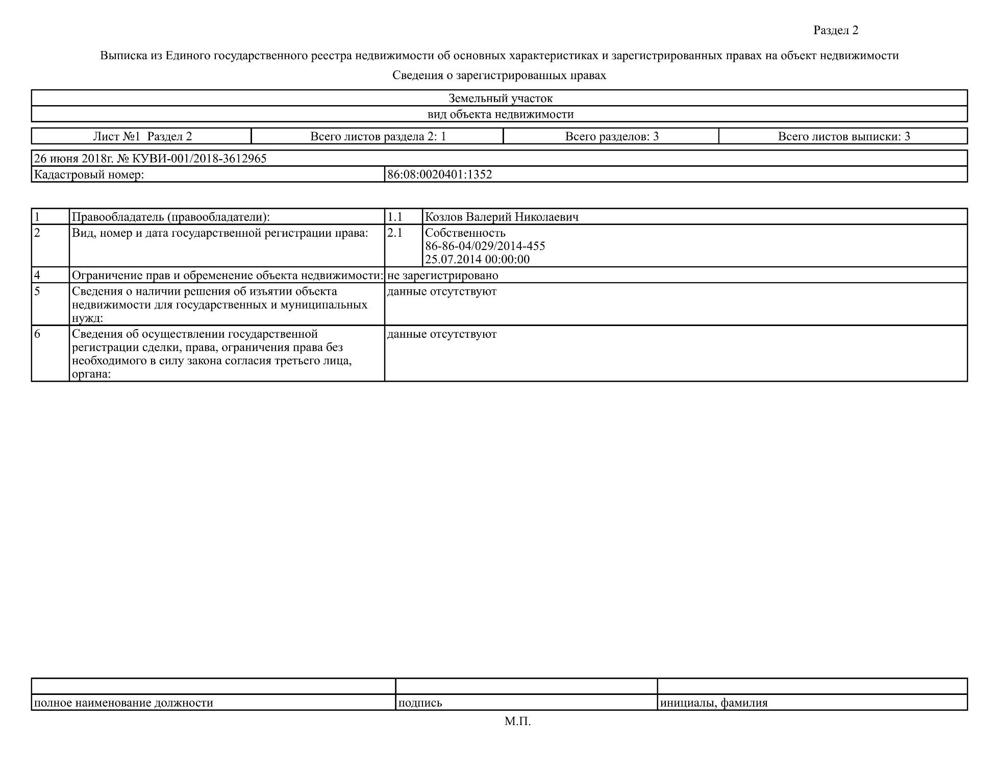 Раздел 2
Выписка из Единого государственного реестра недвижимости об основных характеристиках и зарегистрированных правах на объект недвижимости
Сведения о зарегистрированных правах
Земельный участок
вид объекта недвижимости
Лист №1 Раздел 2 Всего листов раздела 2: 1 Всего разделов: 3 Всего листов выписки: 3
26 июня 2018г. № КУВИ-001/2018-3612965
Кадастровый номер: 86:08:0020401:1352
1 Правообладатель (правообладатели): 1.1 Козлов Валерий Николаевич
2 Вид, номер и дата государственной регистрации права: 2.1 Собственность
86-86-04/029/2014-455
25.07.2014 00:00:00
4 Ограничение прав и обременение объекта недвижимости: не зарегистрировано
5 Сведения о наличии решения об изъятии объекта данные отсутствуют
недвижимости для государственных и муниципальных
нужд:
6 Сведения об осуществлении государственной данные отсутствуют
регистрации сделки, права, ограничения права без
необходимого в силу закона согласия третьего лица,
органа:
полное наименование должности подпись инициалы, фамилия
М.П.